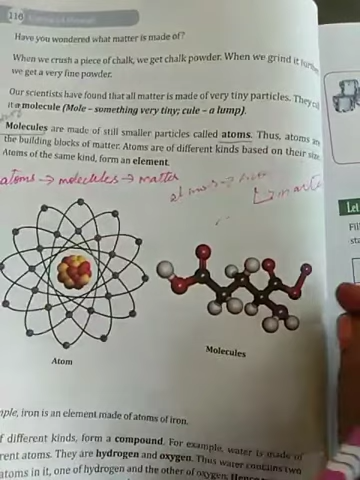 116
Have you wondered what matter is made of?
When we crush a piece of chalk, we get chalk powder. When we grind it further
we get a very fine powder.
Our scientists have found that all matter is made of very tiny particles. They call
it a molecule (Mole – something very tiny; cule – a lump).
Molecules are made of still smaller particles called atoms. Thus, atoms are
the building blocks of matter. Atoms are of different kinds based on their size.
Atoms of the same kind, form an element.
atoms → molecules → matter
Let
Fil
sta
Atom
Molecules
mple, iron is an element made of atoms of iron.
f different kinds, form a compound. For example, water is made of
rent atoms. They are hydrogen and oxygen. Thus water contains two
atoms in it, one of hydrogen and the other of oxygen. Hence